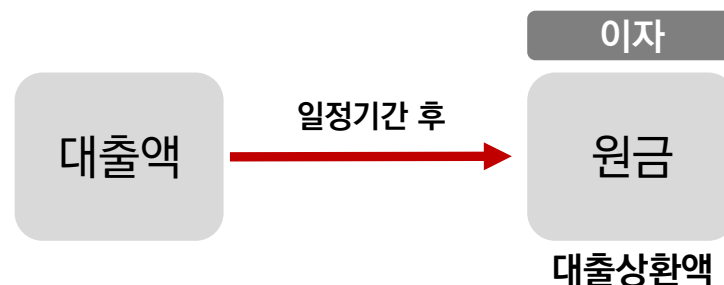 이자
대출액
일정기간 후
원금
대출상환액